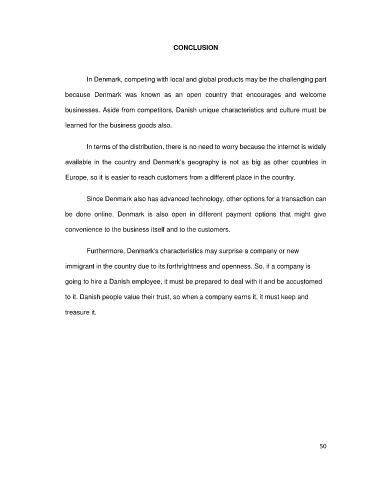 CONCLUSION
In Denmark, competing with local and global products may be the challenging part
because Denmark was known as an open country that encourages and welcome
businesses. Aside from competitors, Danish unique characteristics and culture must be
learned for the business goods also.
In terms of the distribution, there is no need to worry because the internet is widely
available in the country and Denmark's geography is not as big as other countries in
Europe, so it is easier to reach customers from a different place in the country.
Since Denmark also has advanced technology, other options for a transaction can
be done online. Denmark is also open in different payment options that might give
convenience to the business itself and to the customers.
Furthermore, Denmark's characteristics may surprise a company or new
immigrant in the country due to its forthrightness and openness. So, if a company is
going to hire a Danish employee, it must be prepared to deal with it and be accustomed
to it. Danish people value their trust, so when a company earns it, it must keep and
treasure it.
50